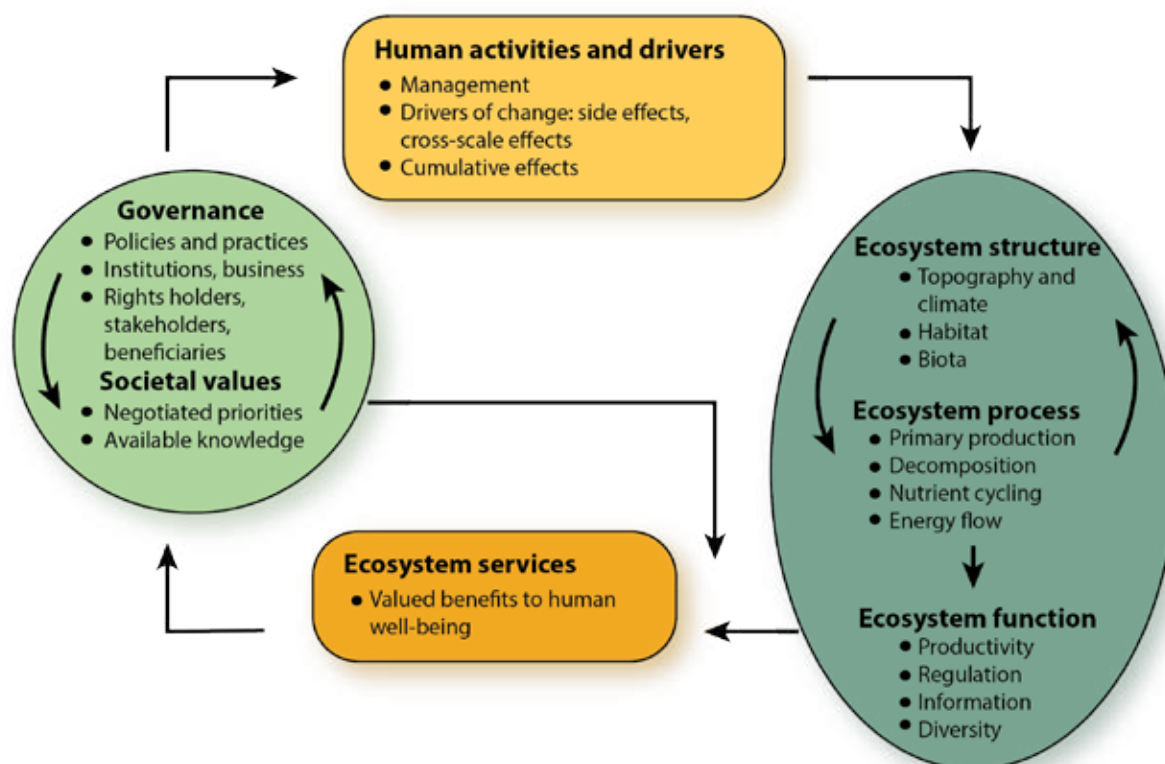 Human activities and drivers
● Management
● Drivers of change: side effects,
cross-scale effects
● Cumulative effects
Governance
● Policies and practices
● Institutions, business
● Rights holders,
stakeholders,
beneficiaries
Societal values
● Negotiated priorities
● Available knowledge
Ecosystem structure
● Topography and
climate
● Habitat
● Biota
Ecosystem process
● Primary production
● Decomposition
● Nutrient cycling
● Energy flow
Ecosystem function
● Productivity
● Regulation
● Information
● Diversity
Ecosystem services
● Valued benefits to human
well-being